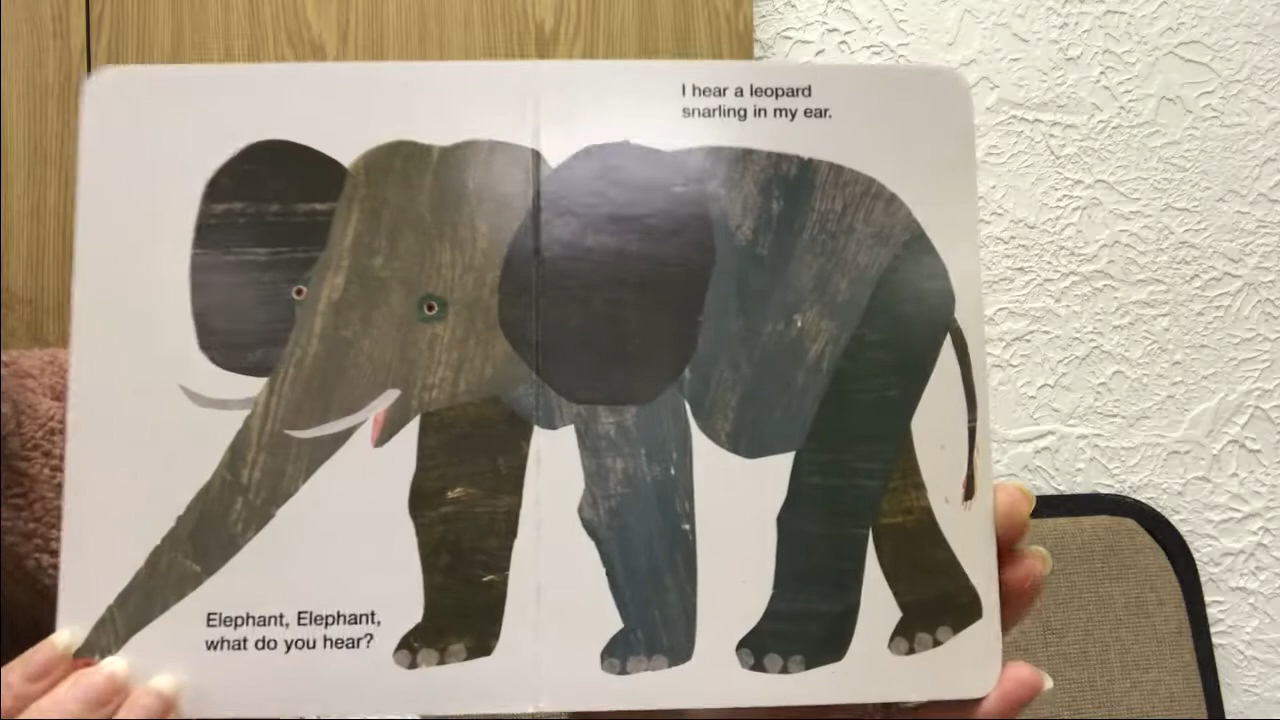 Elephant, Elephant,
what do you hear?
I hear a leopard
snarling in my ear.